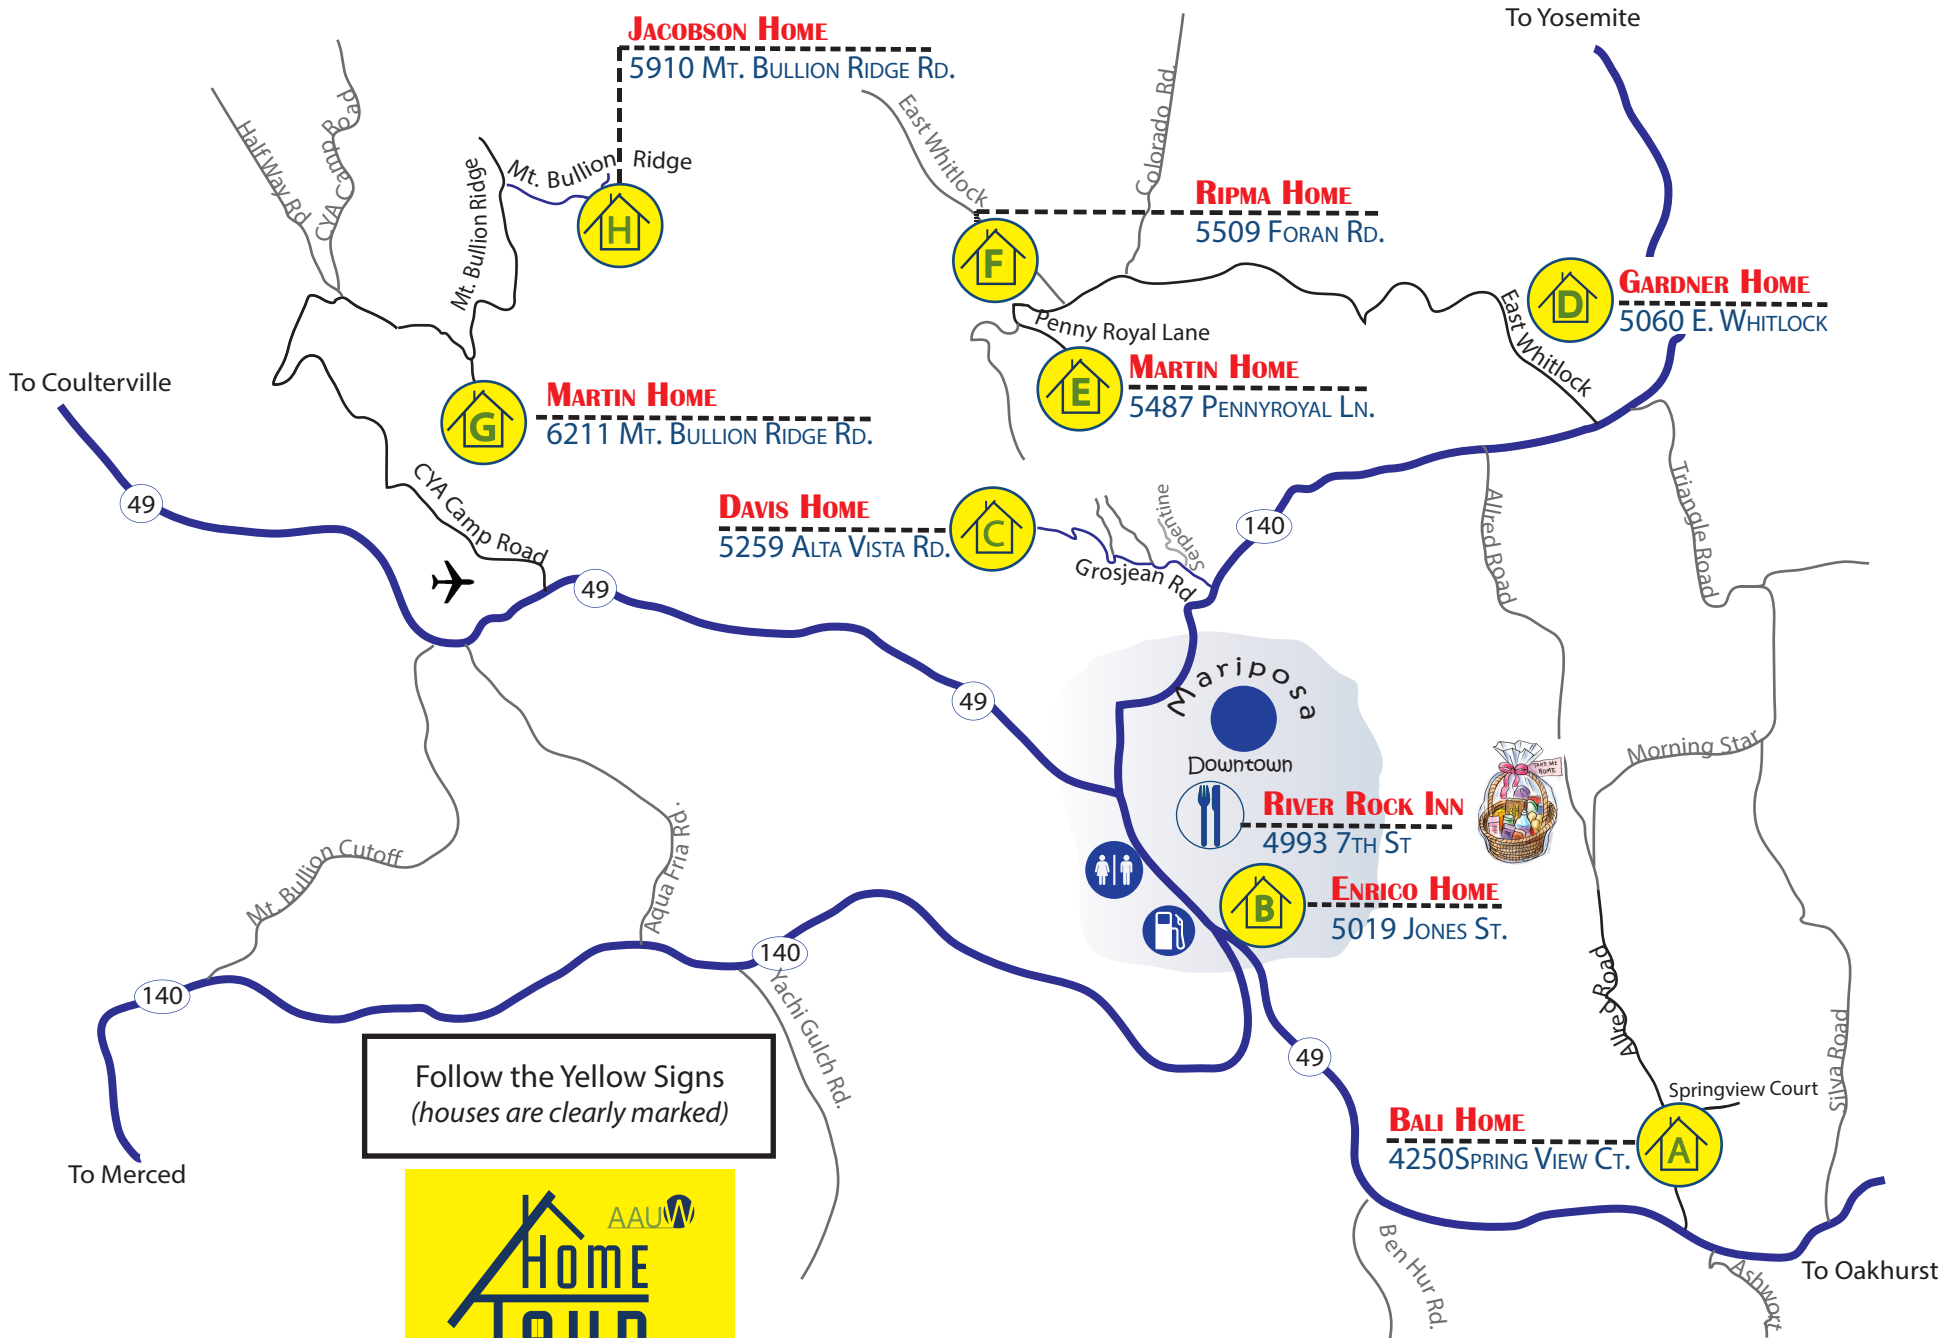 To Yosemite
JACOBSON HOME
5910 MT. BULLION RIDGE RD.
Half Way Rd
CYA Camp Road
Mt. Bullion Ridge
Mt. Bullion Ridge
H
East Whitlock
Colorado Rd.
RIPMA HOME
5509 FORAN RD.
F
D
GARDNER HOME
5060 E. WHITLOCK
East Whitlock
Penny Royal Lane
E
MARTIN HOME
5487 PENNYROYAL LN.
To Coulterville
G
MARTIN HOME
6211 MT. BULLION RIDGE RD.
49
CYA Camp Road
49
DAVIS HOME
5259 ALTA VISTA RD.
C
Serpentine
Grosjean Rd
140
Allred Road
Triangle Road
49
Mariposa
Downtown
RIVER ROCK INN
4993 7TH ST
TAKE ME
HOME
Morning Star
B
ENRICO HOME
5019 JONES ST.
Mt. Bullion Cutoff
Aqua Fria Rd.
140
140
Yachi Gulch Rd.
Allred Road
Silva Road
49
Springview Court
BALI HOME
4250SPRING VIEW CT.
A
Follow the Yellow Signs
(houses are clearly marked)
To Merced
AAUW
HOME
TOUR
Ben Hur Rd.
Ashwort
To Oakhurst